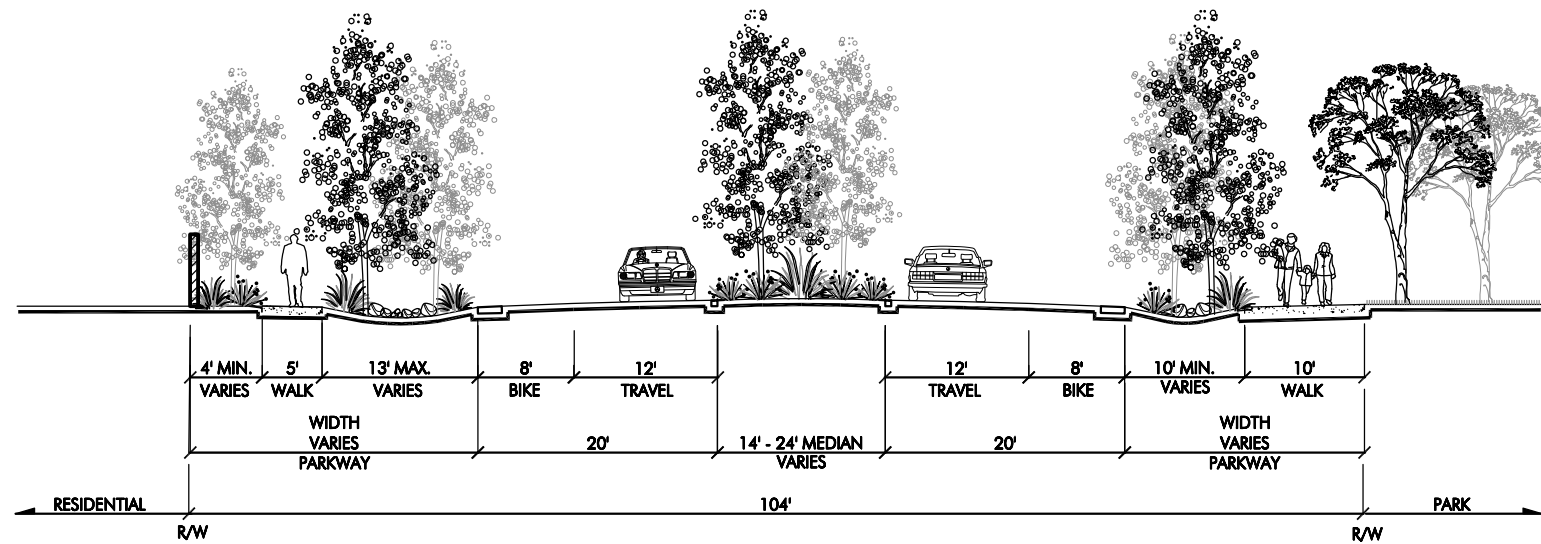 4' MIN. 5' 13' MAX. 8' 12' 12' 8' 10' MIN. 10'
VARIES WALK VARIES BIKE TRAVEL TRAVEL BIKE VARIES WALK
WIDTH WIDTH
VARIES 20' 14' - 24' MEDIAN 20' VARIES
PARKWAY VARIES PARKWAY
RESIDENTIAL 104' PARK
R/W R/W